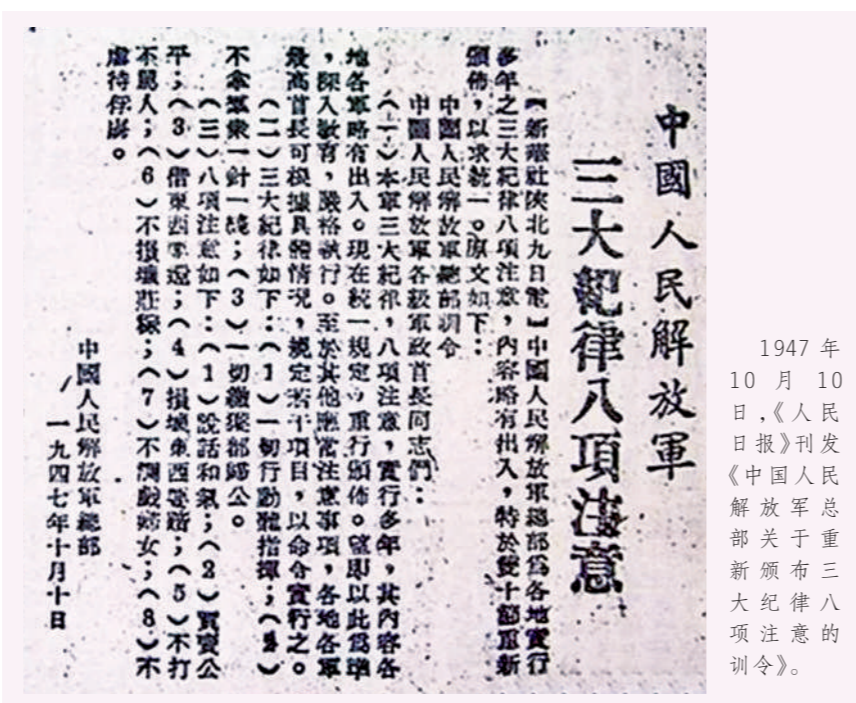 中國人民解放軍
三大紀律八項注意
【新華社陝北九日電】中國人民解放軍總部為各地實行
多年之三大紀律八項注意,內容略有出入,特於雙十節重新
頒佈,以求統一。原文如下:
中國人民解放軍總部訓令
中國人民解放軍各級軍政首長同志們:
(一)本軍三大紀律,八項注意,實行多年,其內容各
地各軍略有出入。現在統一規定,重行頒佈。望即以此為準
,深入教育,嚴格執行。至於其他應當注意事項,各地各軍
最高首長可根據具體情况,規定若干項目,以命令實行之。
(二)三大紀律如下:(1)一切行動聽指揮;(2)
不拿羣衆一針一綫;(3)一切繳獲部歸公。
(三)八項注意如下:(1)說話和氣;(2)買賣公
平;(3)借東西要還;(4)損壞東西要賠;(5)不打
不罵人;(6)不損壞莊稼;(7)不調戲婦女;(8)不
虐待俘虜。
中國人民解放軍總部
一九四七年十月十日
1947 年
10 月 10
日,《人民
日报》刊发
《中国人民
解放军总
部关于重
新颁布三
大纪律八
项注意的
训令》。